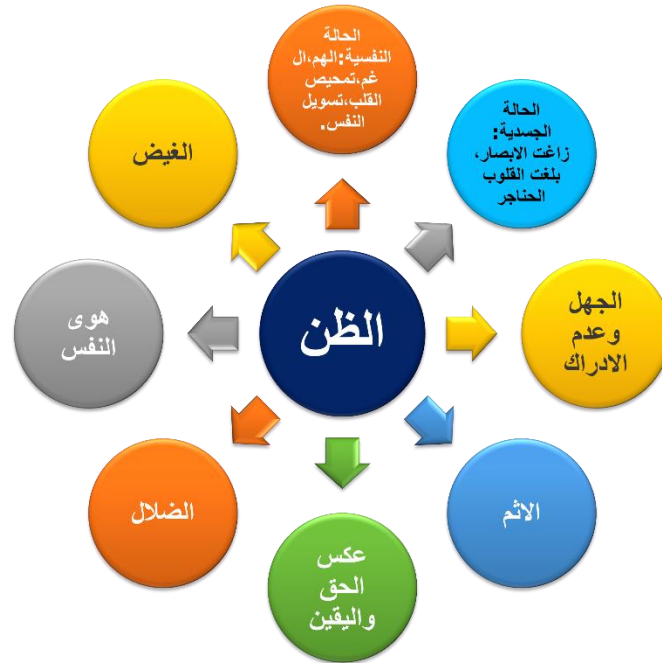 الظن
الحالة
النفسية:الهم،ال
غم،تمحيص
القلب،تسويل
النفس.
الحالة
الجسدية:
زاغت الابصار،
بلغت القلوب
الحناجر
الجهل
وعدم
الادراك
الاثم
عكس
الحق
واليقين
الضلال
هوى
النفس
الغيض